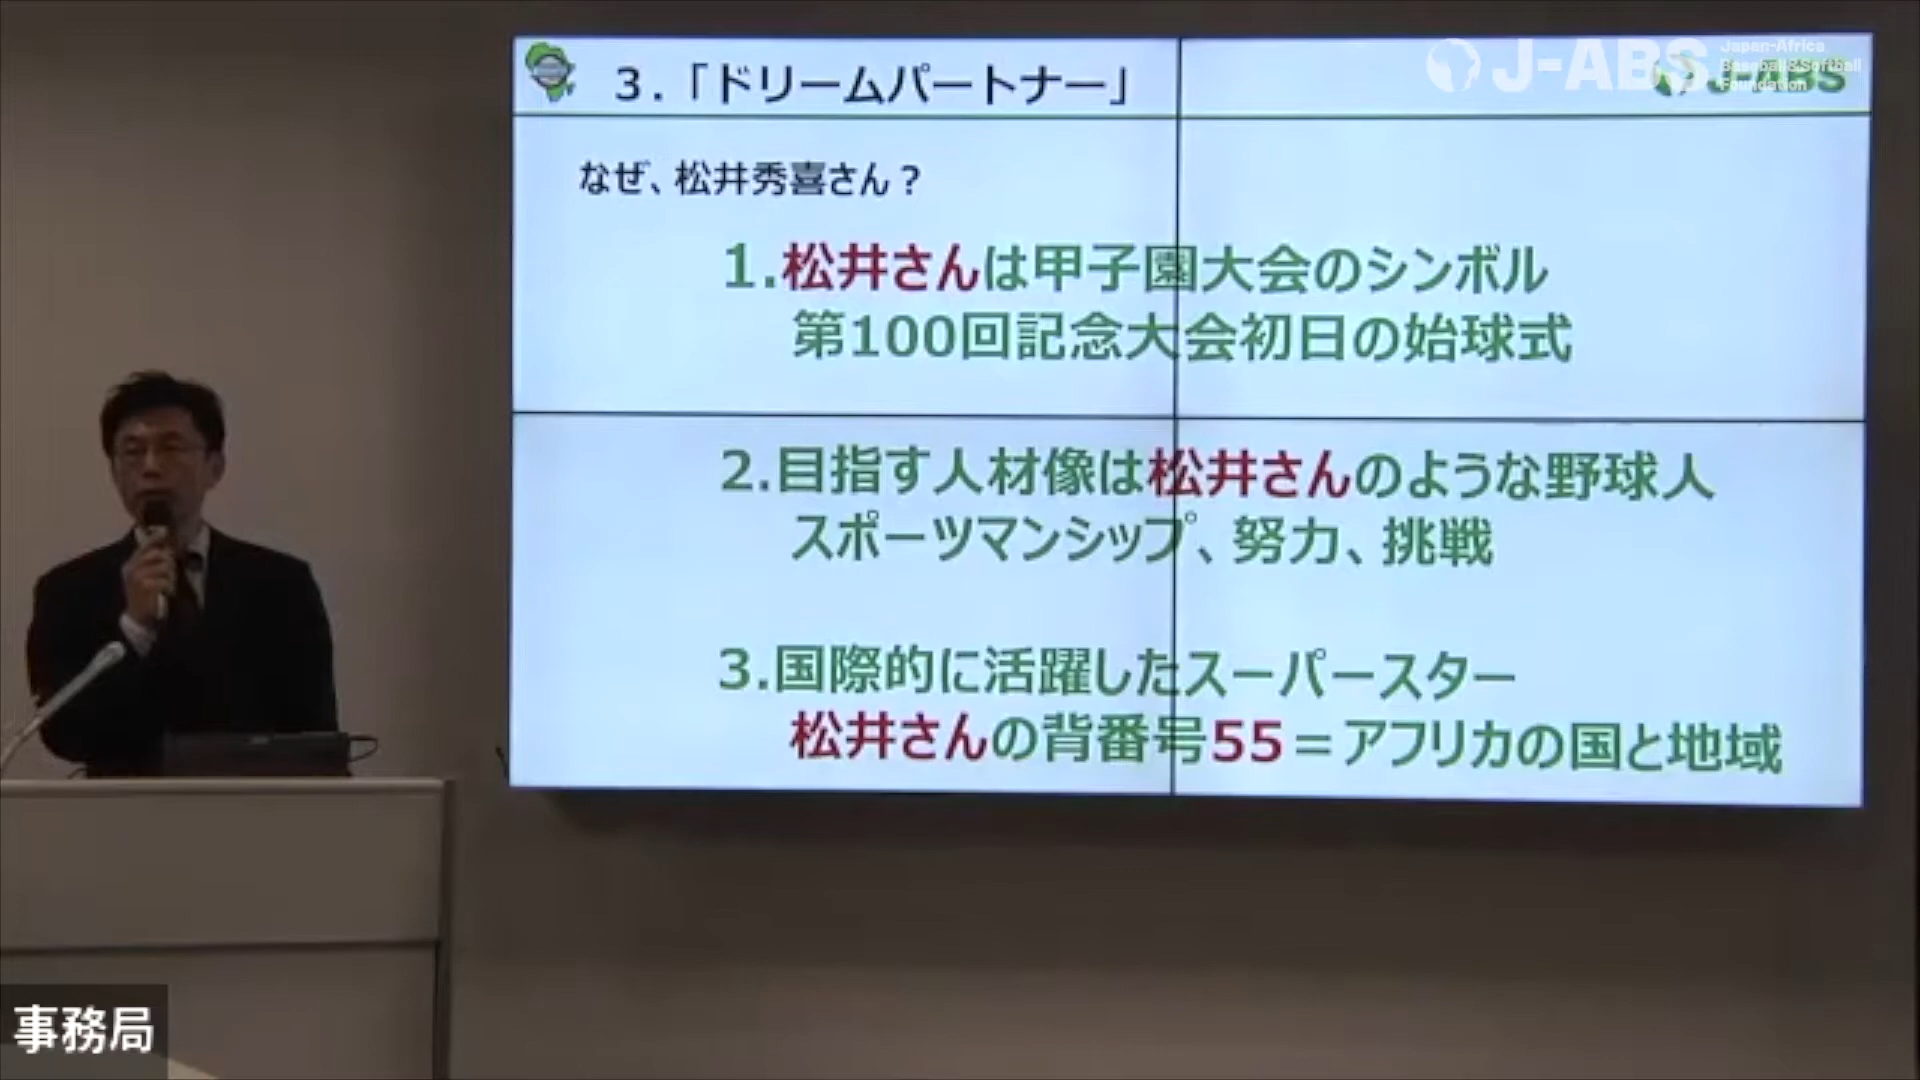 3.「ドリームパートナー」
J-ABS
Japan-Africa
Baseball&Softball
Foundation
J-ABS
なぜ、松井秀喜さん？
1.松井さんは甲子園大会のシンボル
第100回記念大会初日の始球式
2.目指す人材像は松井さんのような野球人
スポーツマンシップ、努力、挑戦
3.国際的に活躍したスーパースター
松井さんの背番号55＝アフリカの国と地域
事務局